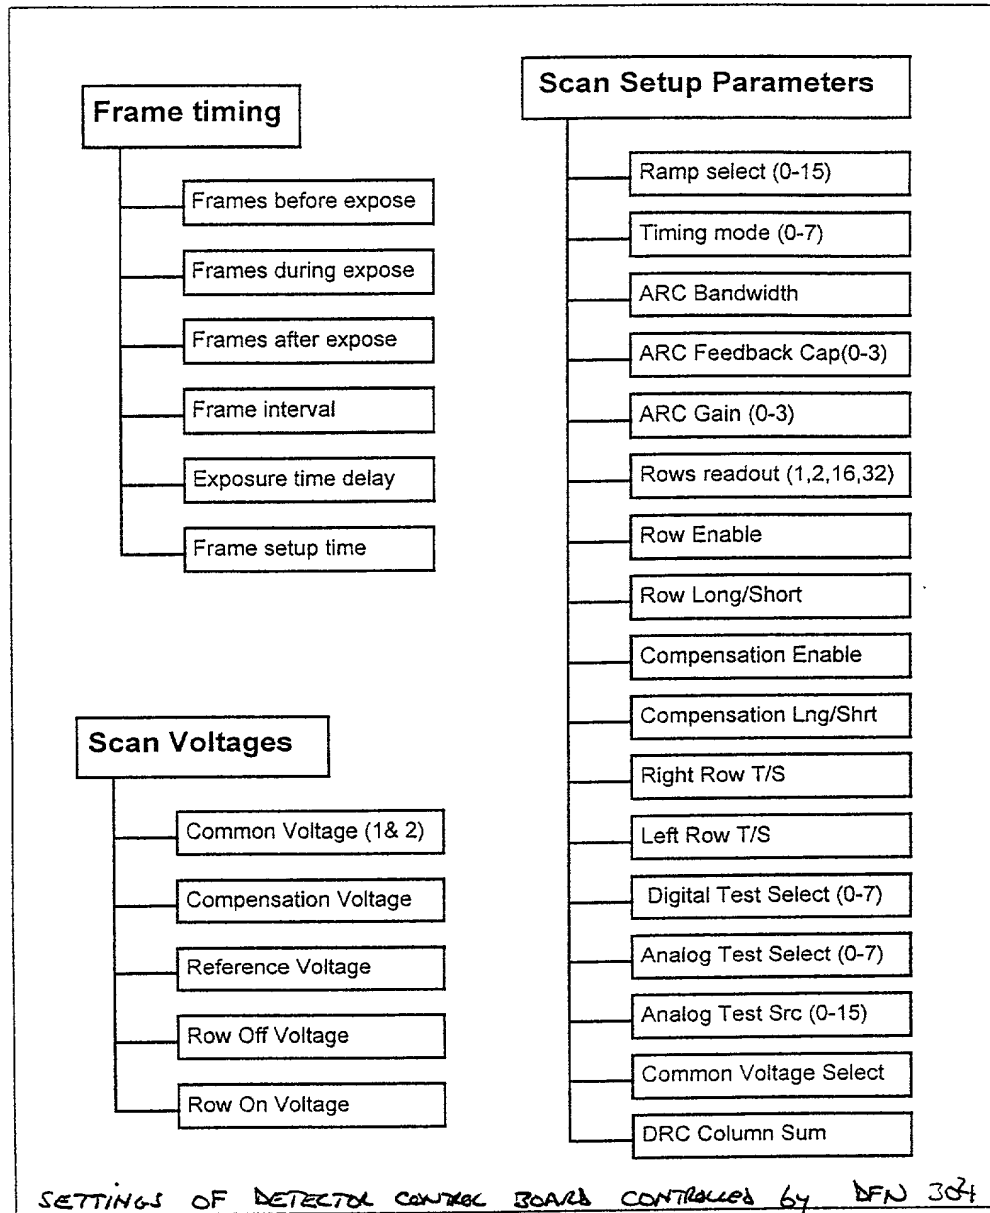 Frame timing
Frames before expose
Frames during expose
Frames after expose
Frame interval
Exposure time delay
Frame setup time
Scan Voltages
Common Voltage (1& 2)
Compensation Voltage
Reference Voltage
Row Off Voltage
Row On Voltage
Scan Setup Parameters
Ramp select (0-15)
Timing mode (0-7)
ARC Bandwidth
ARC Feedback Cap(0-3)
ARC Gain (0-3)
Rows readout (1,2,16,32)
Row Enable
Row Long/Short
Compensation Enable
Compensation Lng/Shrt
Right Row T/S
Left Row T/S
Digital Test Select (0-7)
Analog Test Select (0-7)
Analog Test Src (0-15)
Common Voltage Select
DRC Column Sum
SETTINGS OF DETECTOR CONTROL BOARD CONTROLLED by DFN 304